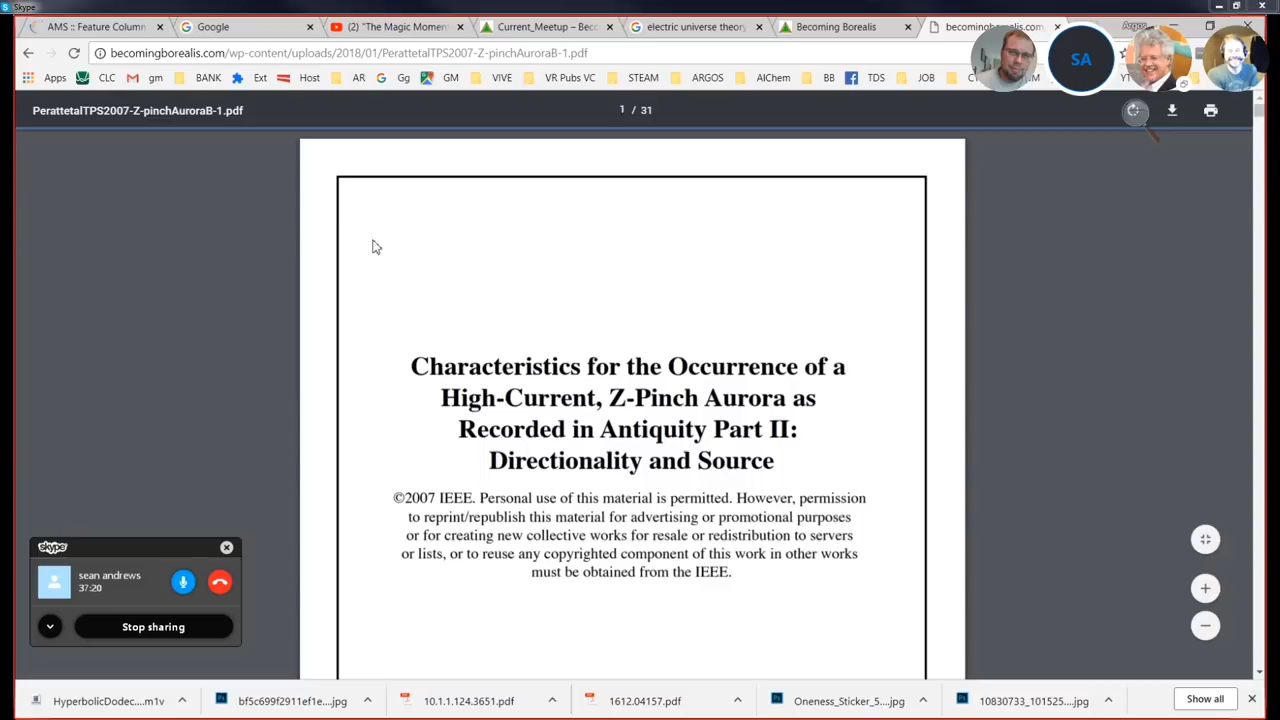 Skype
AMS :: Feature Column
Google
(2) "The Magic Momen
Current_Meetup – Beco
electric universe theory
Becoming Borealis
becomingborealis.com
becomingborealis.com/wp-content/uploads/2018/01/PerattetalTPS2007-Z-pinchAuroraB-1.pdf
Apps CLC gm BANK Ext Host AR Gg GM VIVE VR Pubs VC STEAM ARGOS AIChem BB TDS JOB
SA
PerattetalTPS2007-Z-pinchAuroraB-1.pdf
1 / 31
Characteristics for the Occurrence of a
High-Current, Z-Pinch Aurora as
Recorded in Antiquity Part II:
Directionality and Source
©2007 IEEE. Personal use of this material is permitted. However, permission
to reprint/republish this material for advertising or promotional purposes
or for creating new collective works for resale or redistribution to servers
or lists, or to reuse any copyrighted component of this work in other works
must be obtained from the IEEE.
skype
sean andrews
37:20
Stop sharing
HyperbolicDodec....m1v
bf5c699f2911ef1e....jpg
10.1.1.124.3651.pdf
1612.04157.pdf
Oneness_Sticker_5....jpg
10830733_101525....jpg
Show all